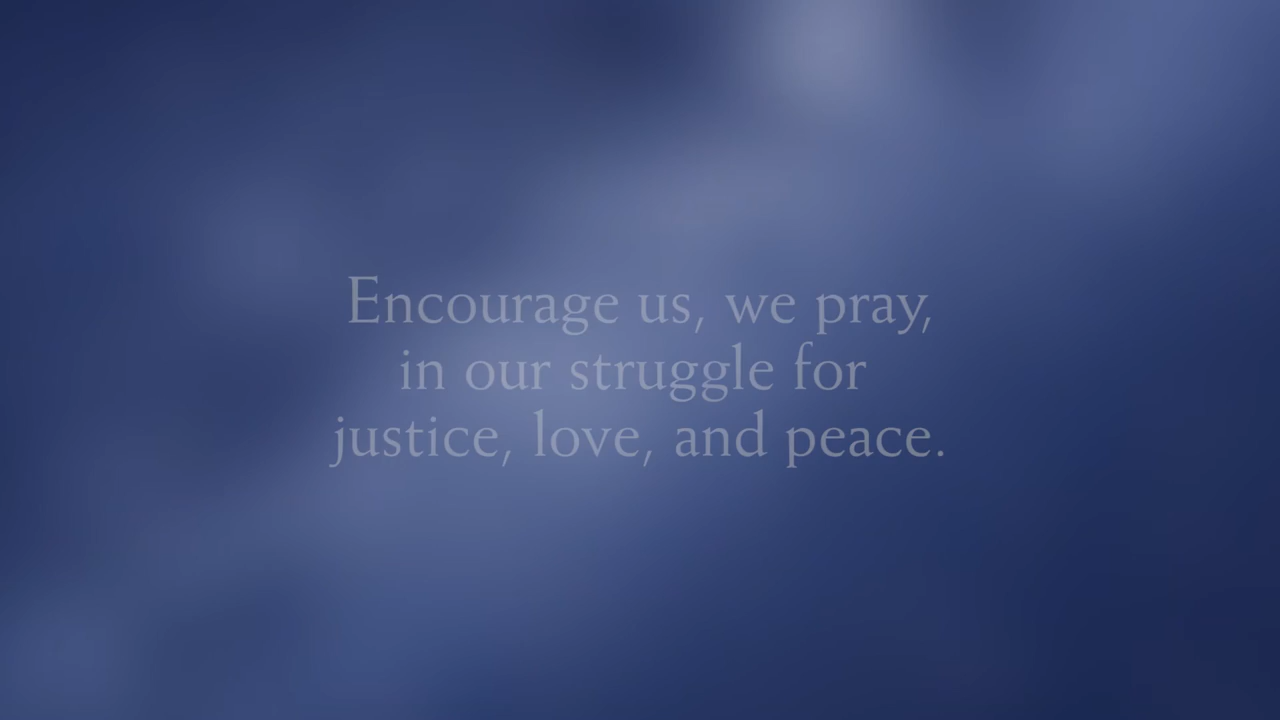 Encourage us, we pray,
in our struggle for
justice, love, and peace.